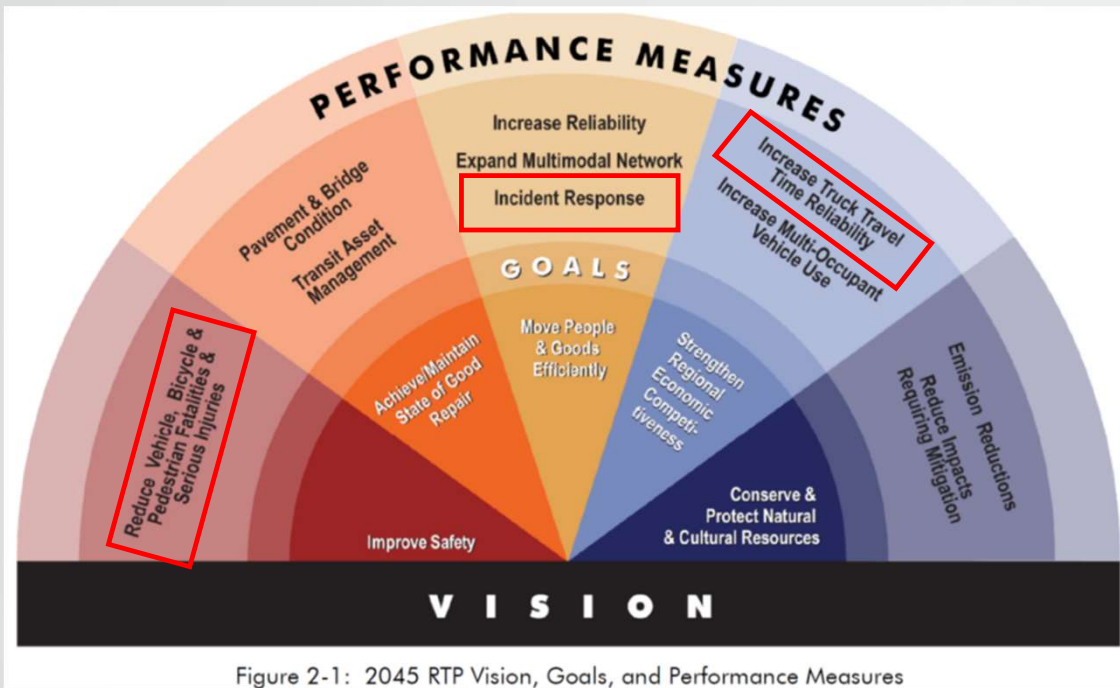 PERFORMANCE MEASURES
Reduce Vehicle, Bicycle &
Pedestrian Fatalities &
Serious Injuries
Pavement & Bridge
Condition
Transit Asset
Management
Increase Reliability
Expand Multimodal Network
Incident Response
Increase Truck Travel
Time Reliability
Increase Multi-Occupant
Vehicle Use
Emission Reductions
Reduce Impacts
Requiring Mitigation
GOALS
Improve Safety
Achieve/Maintain
State of Good
Repair
Move People
& Goods
Efficiently
Strengthen
Regional
Economic
Competi-
tiveness
Conserve &
Protect Natural
& Cultural Resources
VISION
Figure 2-1: 2045 RTP Vision, Goals, and Performance Measures